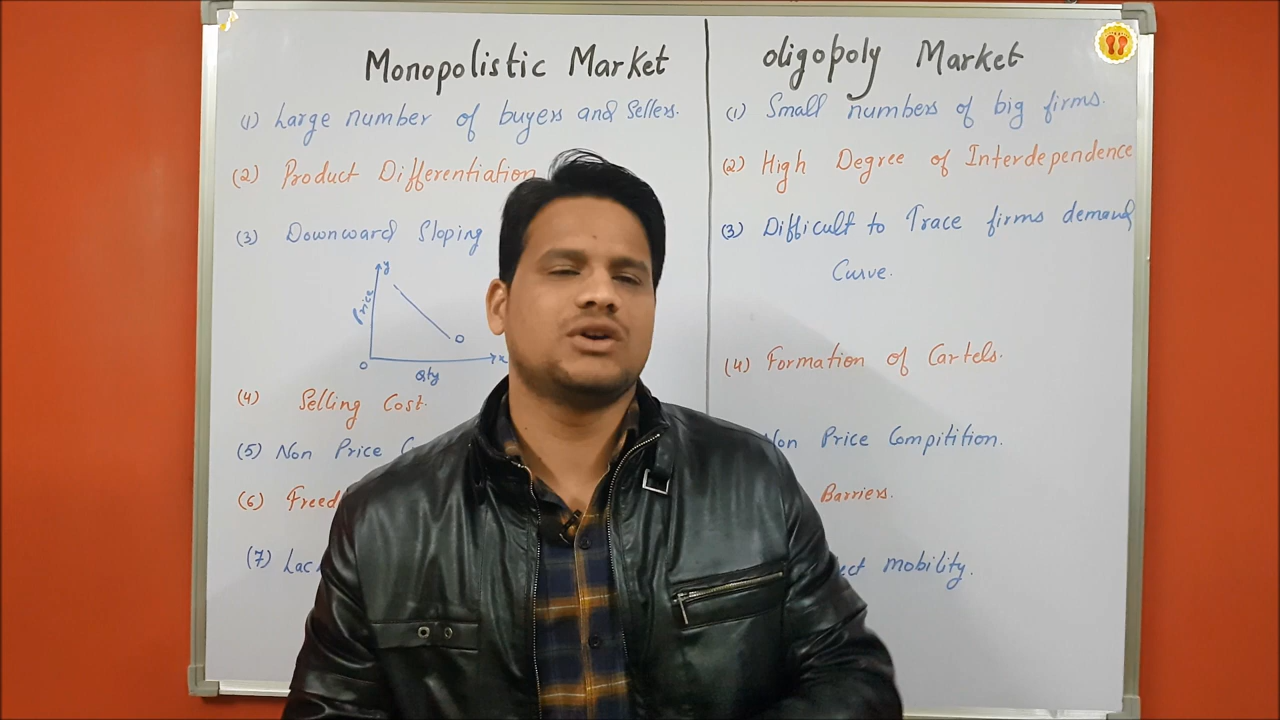 Monopolistic Market
(1) Large number of buyers and Sellers.
(2) Product Differentiation
(3) Downward Sloping
y
Price
O
x
Qty
(4) Selling Cost.
(5) Non Price
(6)
(7)
oligopoly Market
(1) Small numbers of big firms.
(2) High Degree of Interdependence
(3) Difficult to Trace firms demand
Curve.
(4) Formation of Cartels.
Non Price Compitition.
Barriers.
mobility.